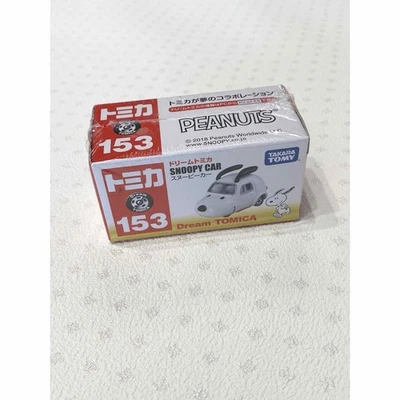 トミカ
153
トミカが夢のコラボレーション
PEANUTS
© 2018 Peanuts Worldwide LLC
www.SNOOPY.co.jp
トミカ
153
ドリームトミカ
SNOOPY CAR
スヌーピーカー
TAKARA
TOMY
Dream TOMICA